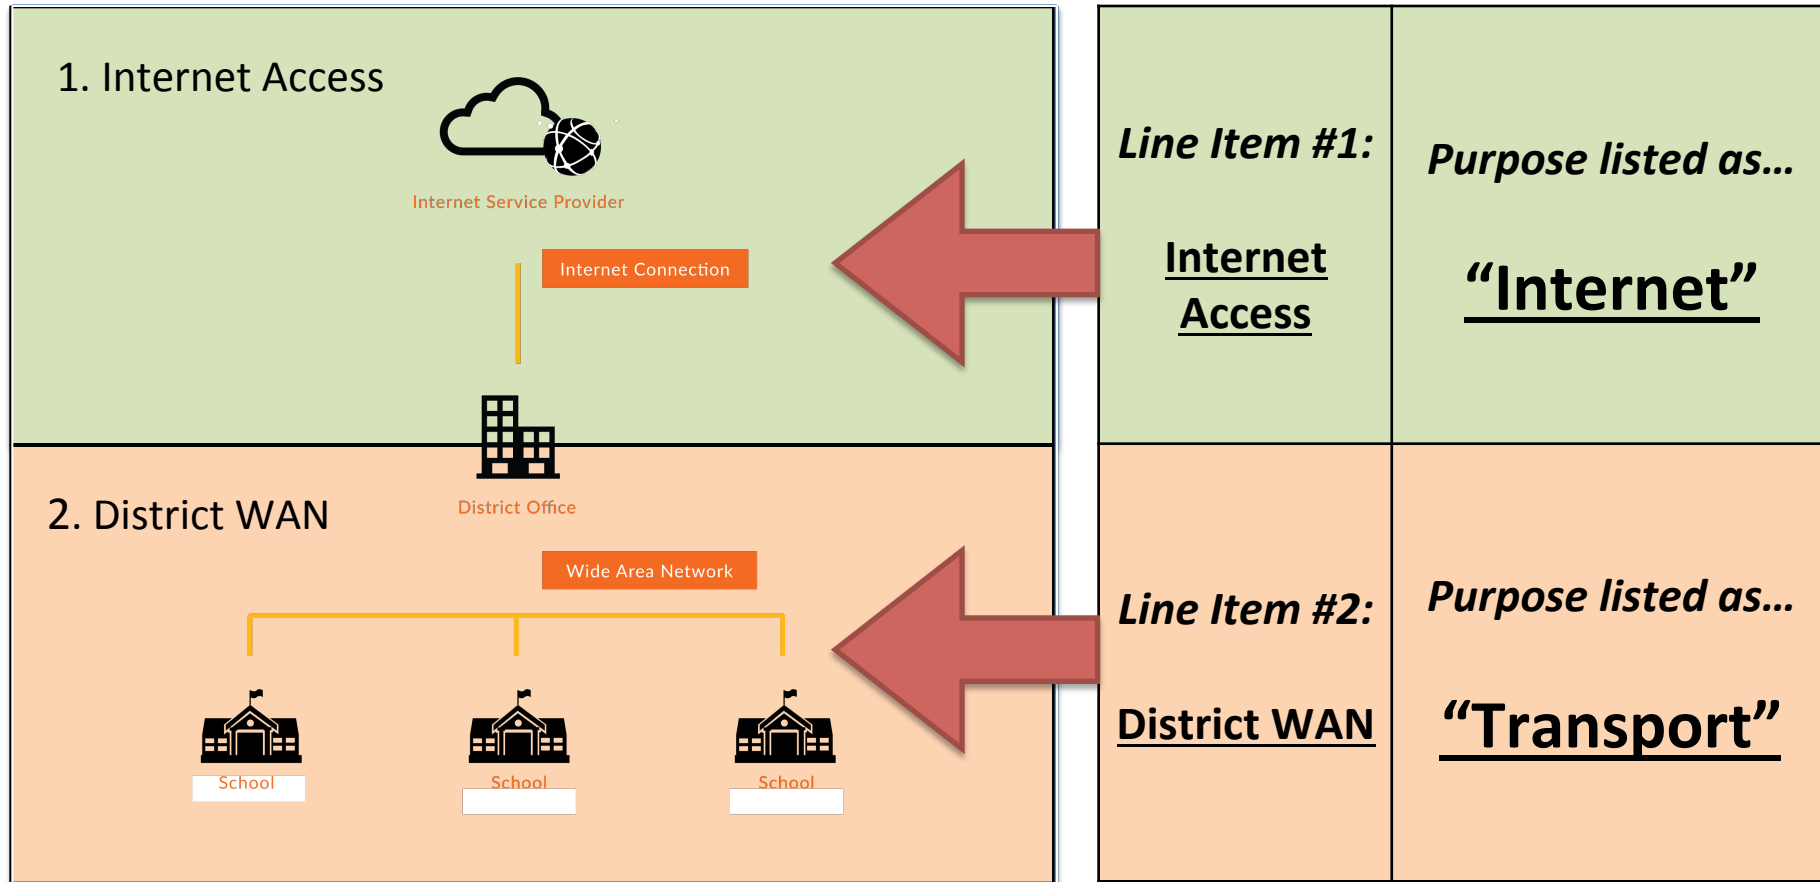 1. Internet Access
Internet Service Provider
Internet Connection
District Office
2. District WAN
Wide Area Network
School
School
School
Line Item #1:
Internet
Access
Purpose listed as...
“Internet”
Line Item #2:
District WAN
Purpose listed as...
“Transport”